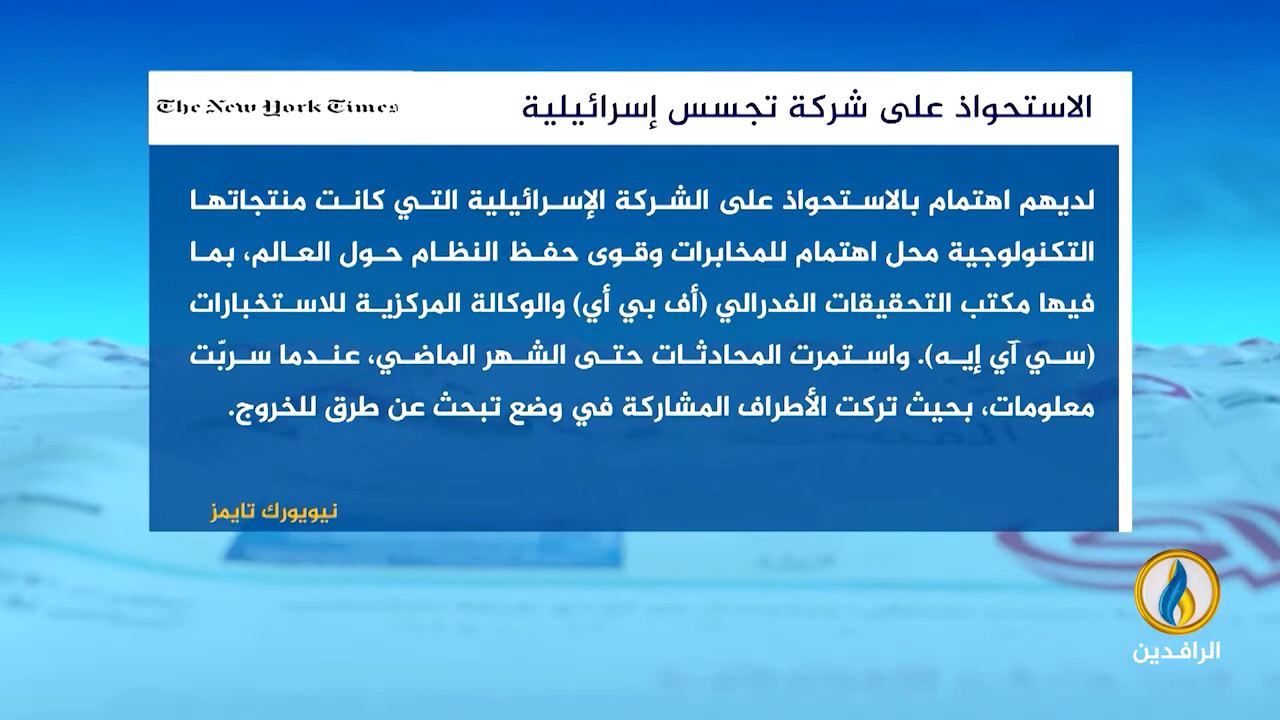 الاستحواذ على شركة تجسس إسرائيلية
The New York Times
لديهم اهتمام بالاستحواذ على الشركة الإسرائيلية التي كانت منتجاتها
التكنولوجية محل اهتمام للمخابرات وقوى حفظ النظام حول العالم، بما
فيها مكتب التحقيقات الفدرالي (أف بي أي) والوكالة المركزية للاستخبارات
(سي آي إيه). واستمرت المحادثات حتى الشهر الماضي، عندما سربّت
معلومات، بحيث تركت الأطراف المشاركة في وضع تبحث عن طرق للخروج.
نيويورك تايمز
الرافدين